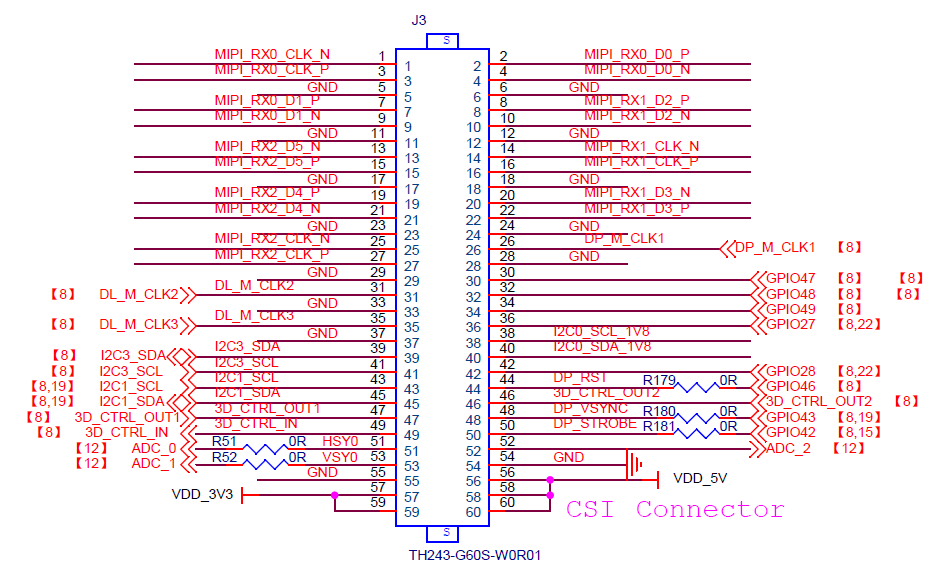 J3
S
MIPI_RX0_CLK_N 1 1 2 2 MIPI_RX0_D0_P
MIPI_RX0_CLK_P 3 3 4 4 MIPI_RX0_D0_N
GND 5 5 6 6 GND
MIPI_RX0_D1_P 7 7 8 8 MIPI_RX1_D2_P
MIPI_RX0_D1_N 9 9 10 10 MIPI_RX1_D2_N
GND 11 11 12 12 GND
MIPI_RX2_D5_N 13 13 14 14 MIPI_RX1_CLK_N
MIPI_RX2_D5_P 15 15 16 16 MIPI_RX1_CLK_P
GND 17 17 18 18 GND
MIPI_RX2_D4_P 19 19 20 20 MIPI_RX1_D3_N
MIPI_RX2_D4_N 21 21 22 22 MIPI_RX1_D3_P
GND 23 23 24 24 GND
MIPI_RX2_CLK_N 25 25 26 26 DP_M_CLK1 DP_M_CLK1 【8】
MIPI_RX2_CLK_P 27 27 28 28 GND
GND 29 29 30 30 GPIO47 【8】 【8】
【8】 DL_M_CLK2 DL_M_CLK2 31 31 32 32 GPIO48 【8】 【8】
GND 33 33 34 34 GPIO49 【8】
【8】 DL_M_CLK3 DL_M_CLK3 35 35 36 36 GPIO27 【8,22】
GND 37 37 38 38 I2C0_SCL_1V8
【8】 I2C3_SDA I2C3_SDA 39 39 40 40 I2C0_SDA_1V8
【8】 I2C3_SCL I2C3_SCL 41 41 42 42 GPIO28 【8,22】
【8,19】 I2C1_SCL I2C1_SCL 43 43 44 44 DP_RST R179 0R GPIO46 【8】
【8,19】 I2C1_SDA I2C1_SDA 45 45 46 46 3D_CTRL_OUT2 3D_CTRL_OUT2 【8】
【8】 3D_CTRL_OUT1 3D_CTRL_OUT1 47 47 48 48 DP_VSYNC R180 0R GPIO43 【8,19】
【8】 3D_CTRL_IN 3D_CTRL_IN 49 49 50 50 DP_STROBE R181 0R GPIO42 【8,15】
【12】 ADC_0 R51 0R HSY0 51 51 52 52 ADC_2 【12】
【12】 ADC_1 R52 0R VSY0 53 53 54 54 GND
GND 55 55 56 56 VDD_5V
VDD_3V3 57 57 58 58
59 59 60 60
CSI Connector
S
TH243-G60S-W0R01